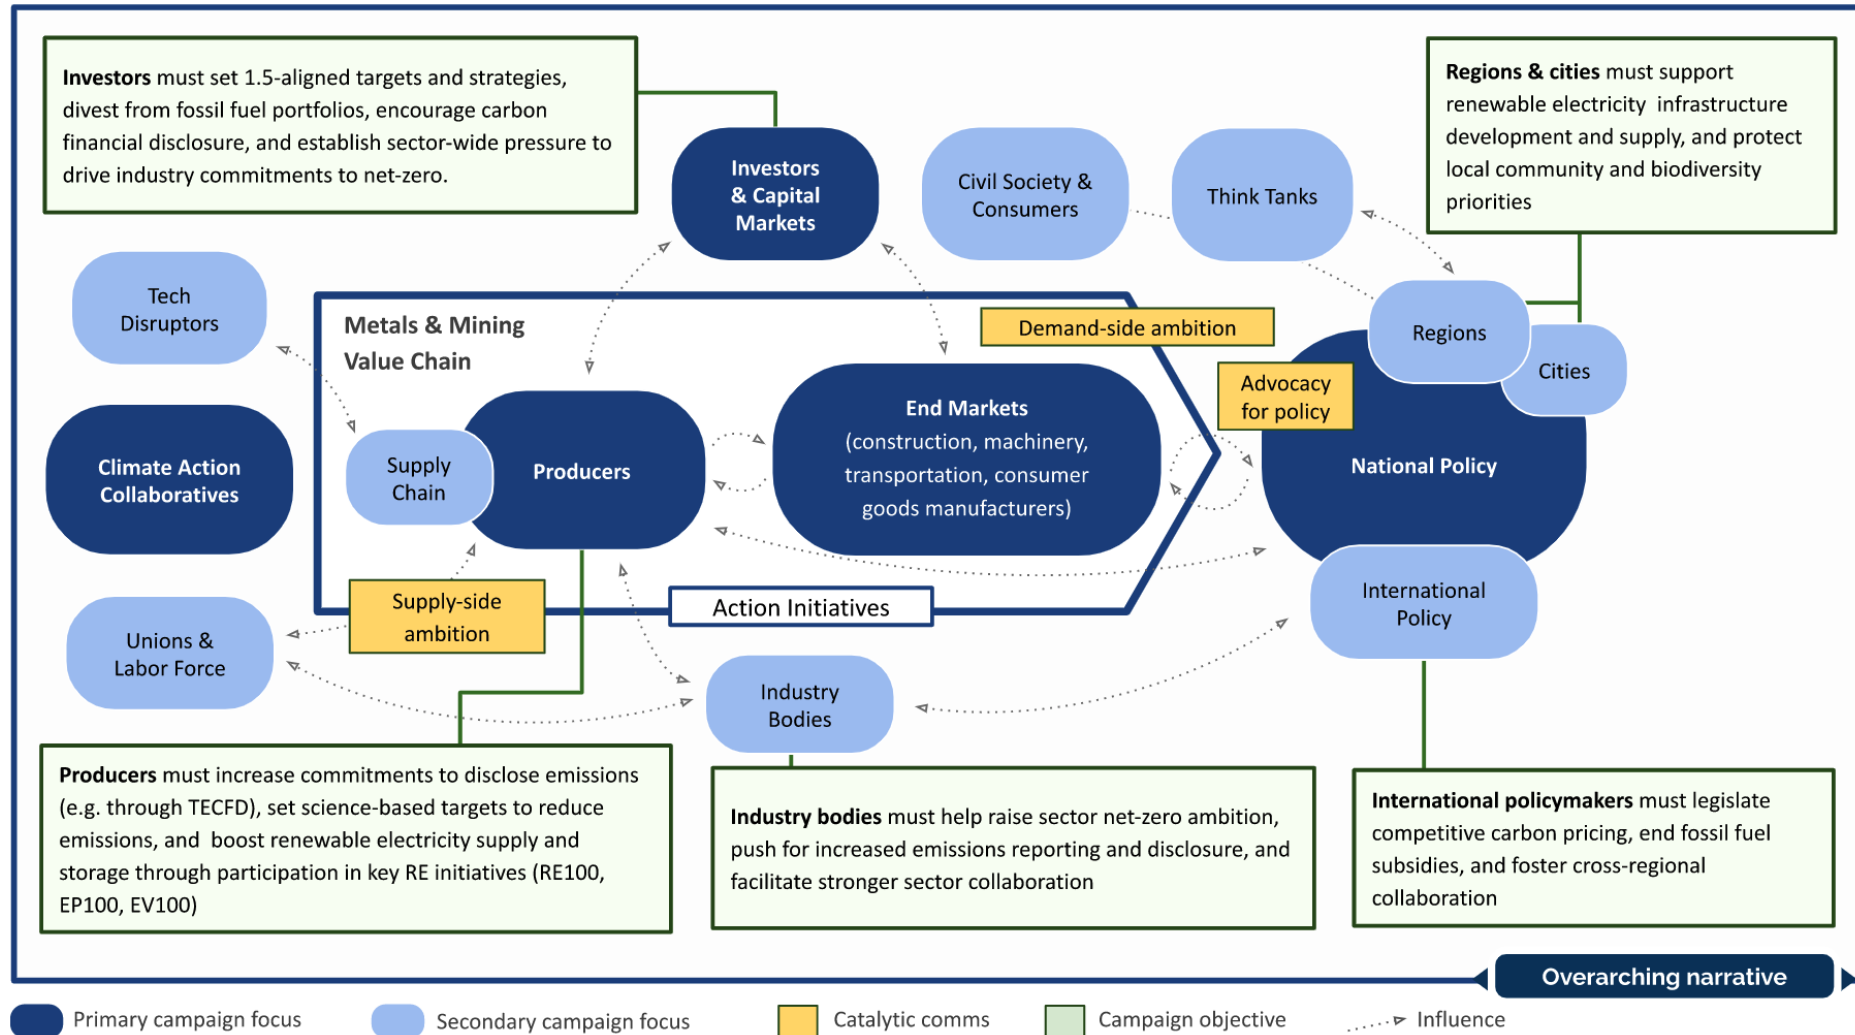 Investors must set 1.5-aligned targets and strategies,
divest from fossil fuel portfolios, encourage carbon
financial disclosure, and establish sector-wide pressure to
drive industry commitments to net-zero.
Investors
& Capital
Markets
Civil Society &
Consumers
Think Tanks
Regions & cities must support
renewable electricity infrastructure
development and supply, and protect
local community and biodiversity
priorities
Tech
Disruptors
Metals & Mining
Value Chain
Demand-side ambition
Regions
Cities
Advocacy
for policy
Climate Action
Collaboratives
Supply
Chain
Producers
End Markets
(construction, machinery,
transportation, consumer
goods manufacturers)
National Policy
Supply-side
ambition
Action Initiatives
International
Policy
Unions &
Labor Force
Industry
Bodies
Producers must increase commitments to disclose emissions
(e.g. through TECFD), set science-based targets to reduce
emissions, and boost renewable electricity supply and
storage through participation in key RE initiatives (RE100,
EP100, EV100)
Industry bodies must help raise sector net-zero ambition,
push for increased emissions reporting and disclosure, and
facilitate stronger sector collaboration
International policymakers must legislate
competitive carbon pricing, end fossil fuel
subsidies, and foster cross-regional
collaboration
Overarching narrative
Primary campaign focus
Secondary campaign focus
Catalytic comms
Campaign objective
Influence